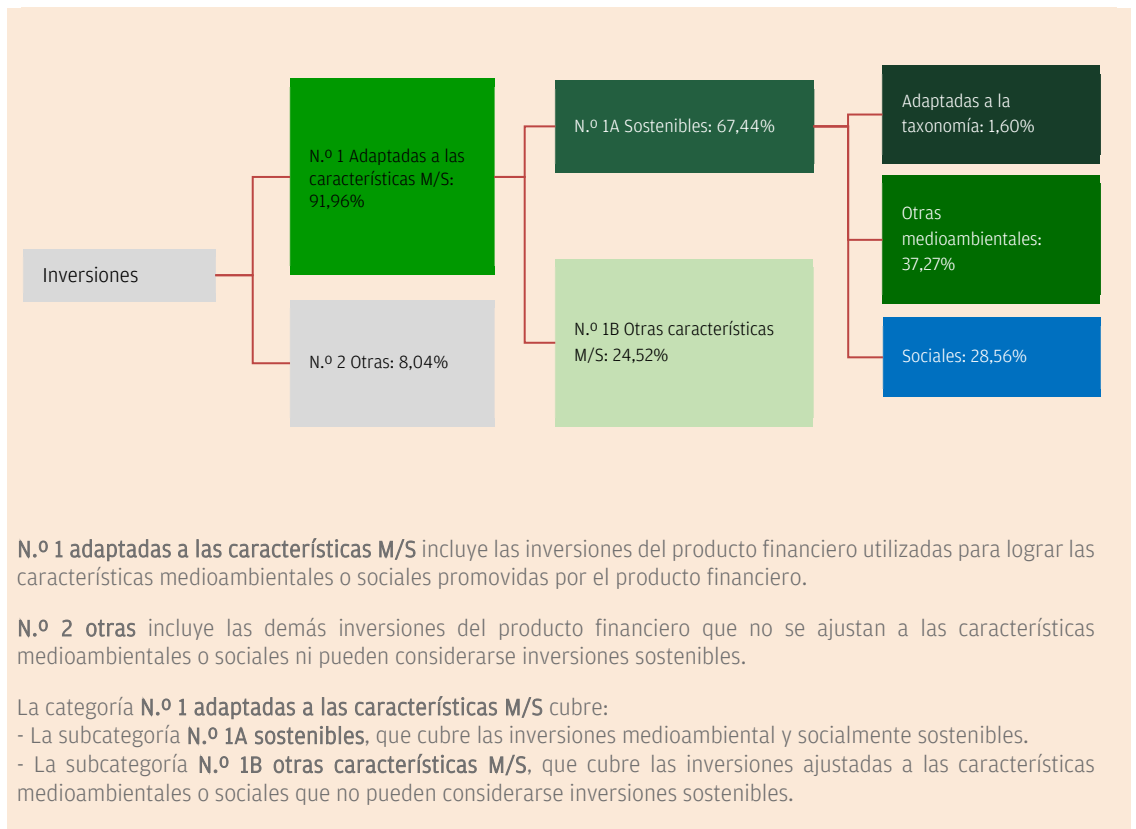 Inversiones
N.º 1 Adaptadas a las
características M/S:
91,96%
N.º 2 Otras: 8,04%
N.º 1A Sostenibles: 67,44%
N.º 1B Otras características
M/S: 24,52%
Adaptadas a la
taxonomía: 1,60%
Otras
medioambientales:
37,27%
Sociales: 28,56%
N.º 1 adaptadas a las características M/S incluye las inversiones del producto financiero utilizadas para lograr las
características medioambientales o sociales promovidas por el producto financiero.
N.º 2 otras incluye las demás inversiones del producto financiero que no se ajustan a las características
medioambientales o sociales ni pueden considerarse inversiones sostenibles.
La categoría N.º 1 adaptadas a las características M/S cubre:
- La subcategoría N.º 1A sostenibles, que cubre las inversiones medioambiental y socialmente sostenibles.
- La subcategoría N.º 1B otras características M/S, que cubre las inversiones ajustadas a las características
medioambientales o sociales que no pueden considerarse inversiones sostenibles.